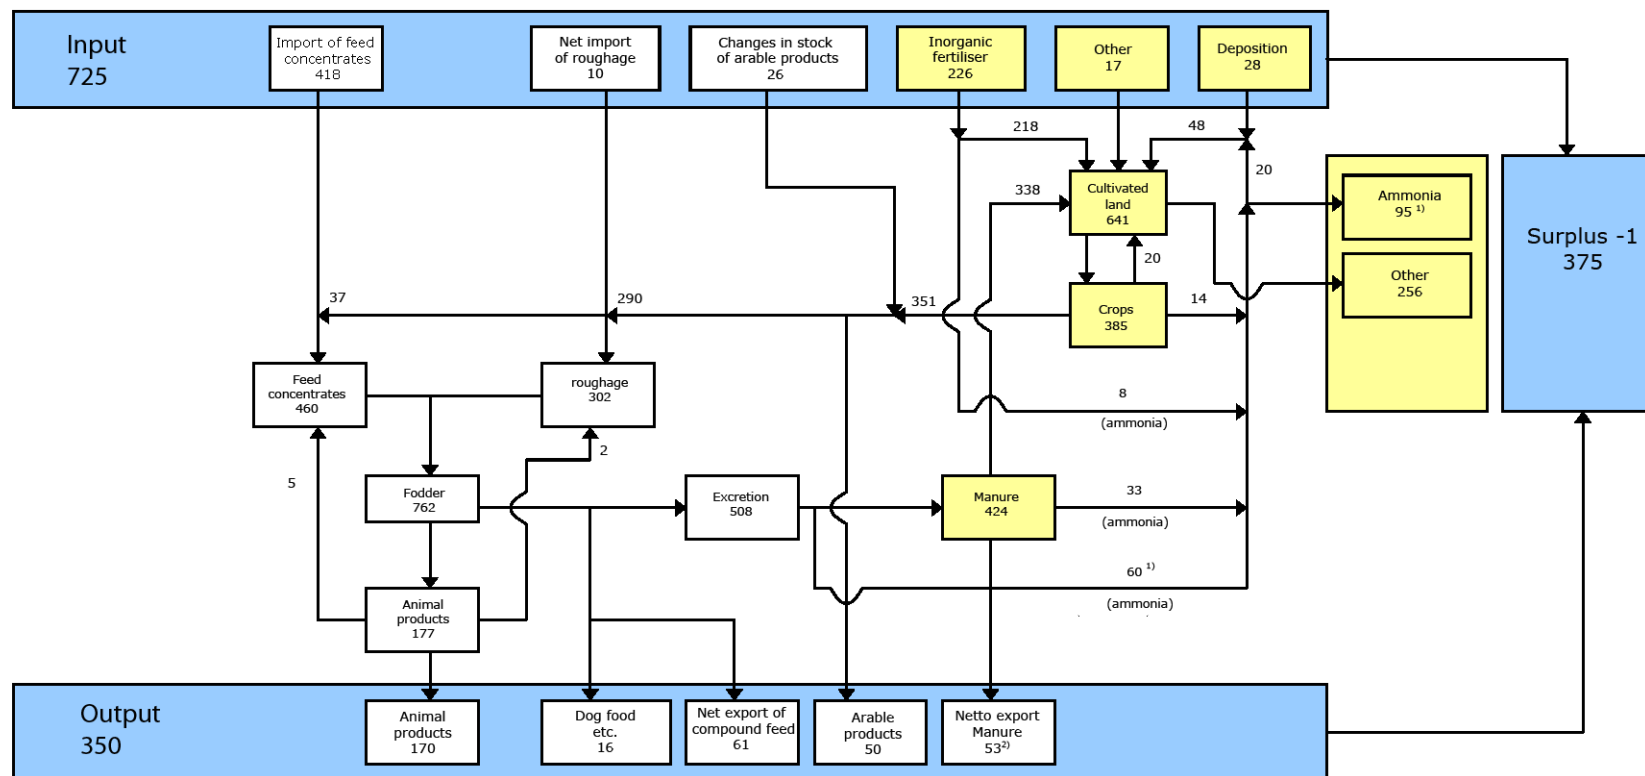 Input
725
Import of feed
concentrates
418
Net import
of roughage
10
Changes in stock
of arable products
26
Inorganic
fertiliser
226
Other
17
Deposition
28
218
48
20
338
Cultivated
land
641
Ammonia
95 1)
Surplus -1
375
20
Other
256
37
290
351
Crops
385
14
Feed
concentrates
460
roughage
302
8
(ammonia)
2
5
Fodder
762
Excretion
508
Manure
424
33
(ammonia)
60 1)
(ammonia)
Animal
products
177
Output
350
Animal
products
170
Dog food
etc.
16
Net export of
compound feed
61
Arable
products
50
Netto export
Manure
53 2)